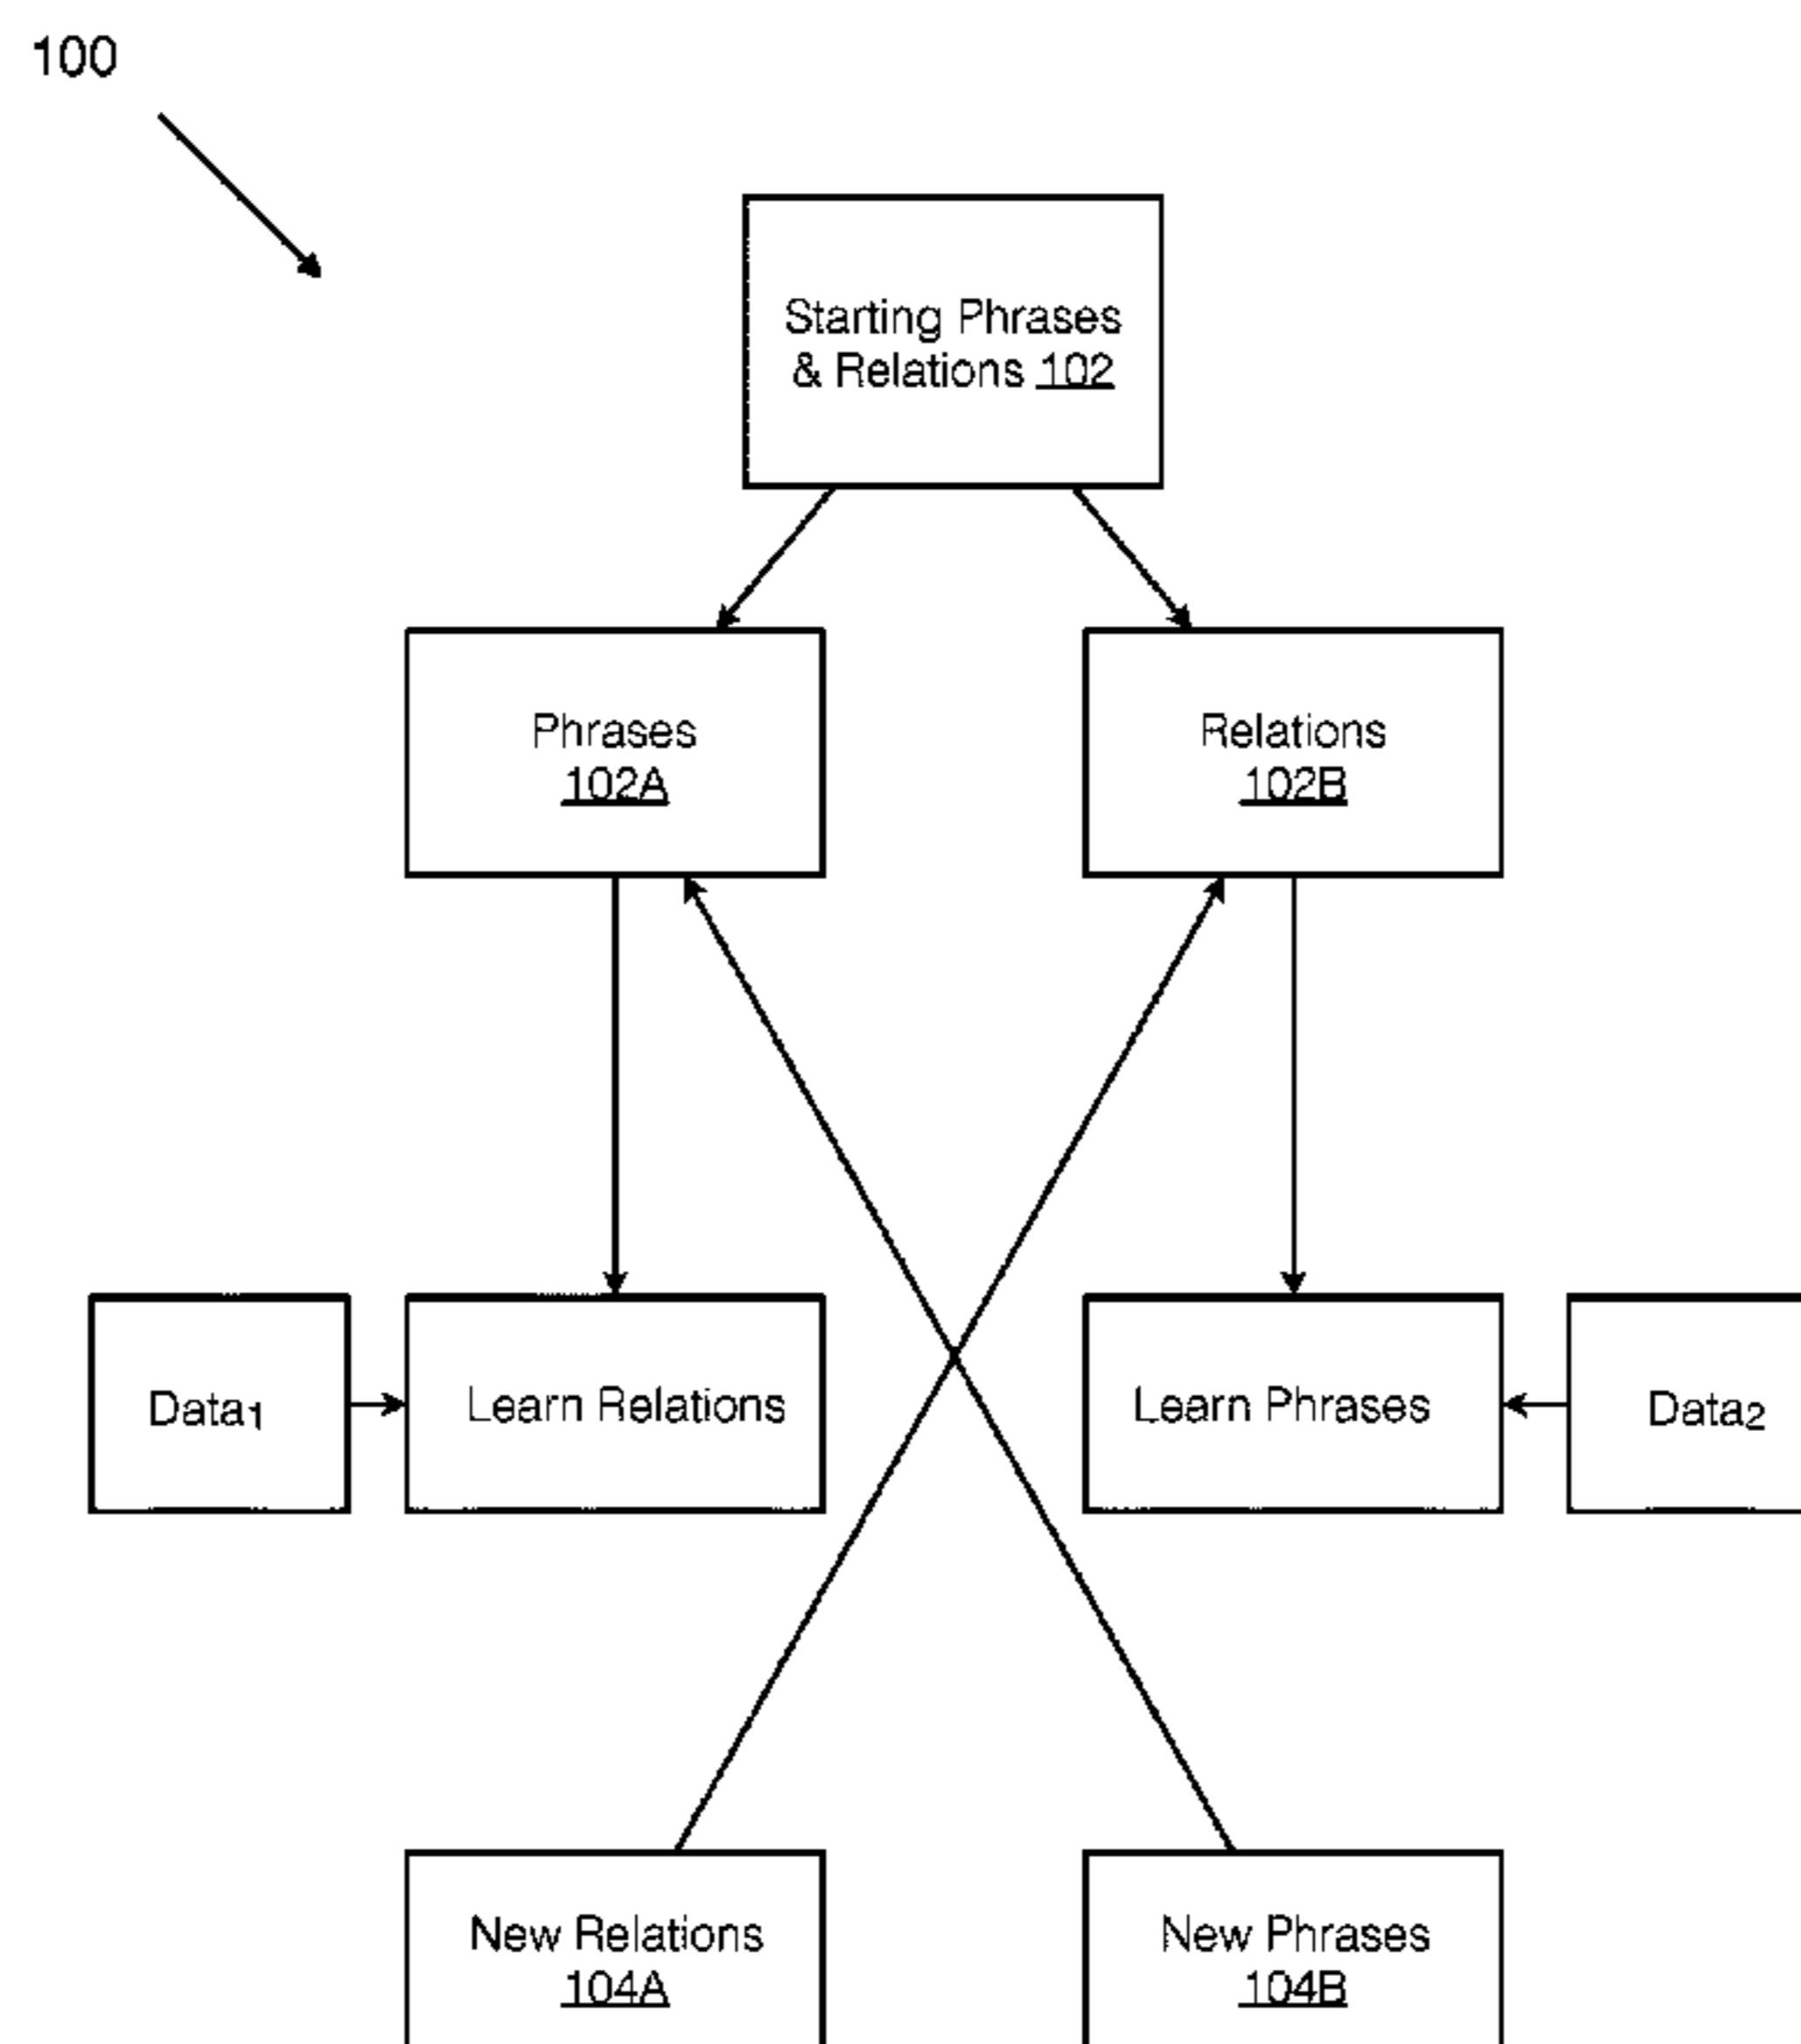 100
Starting Phrases
& Relations 102
Phrases
102A
Relations
102B
Data1
Learn Relations
Learn Phrases
Data2
New Relations
104A
New Phrases
104B